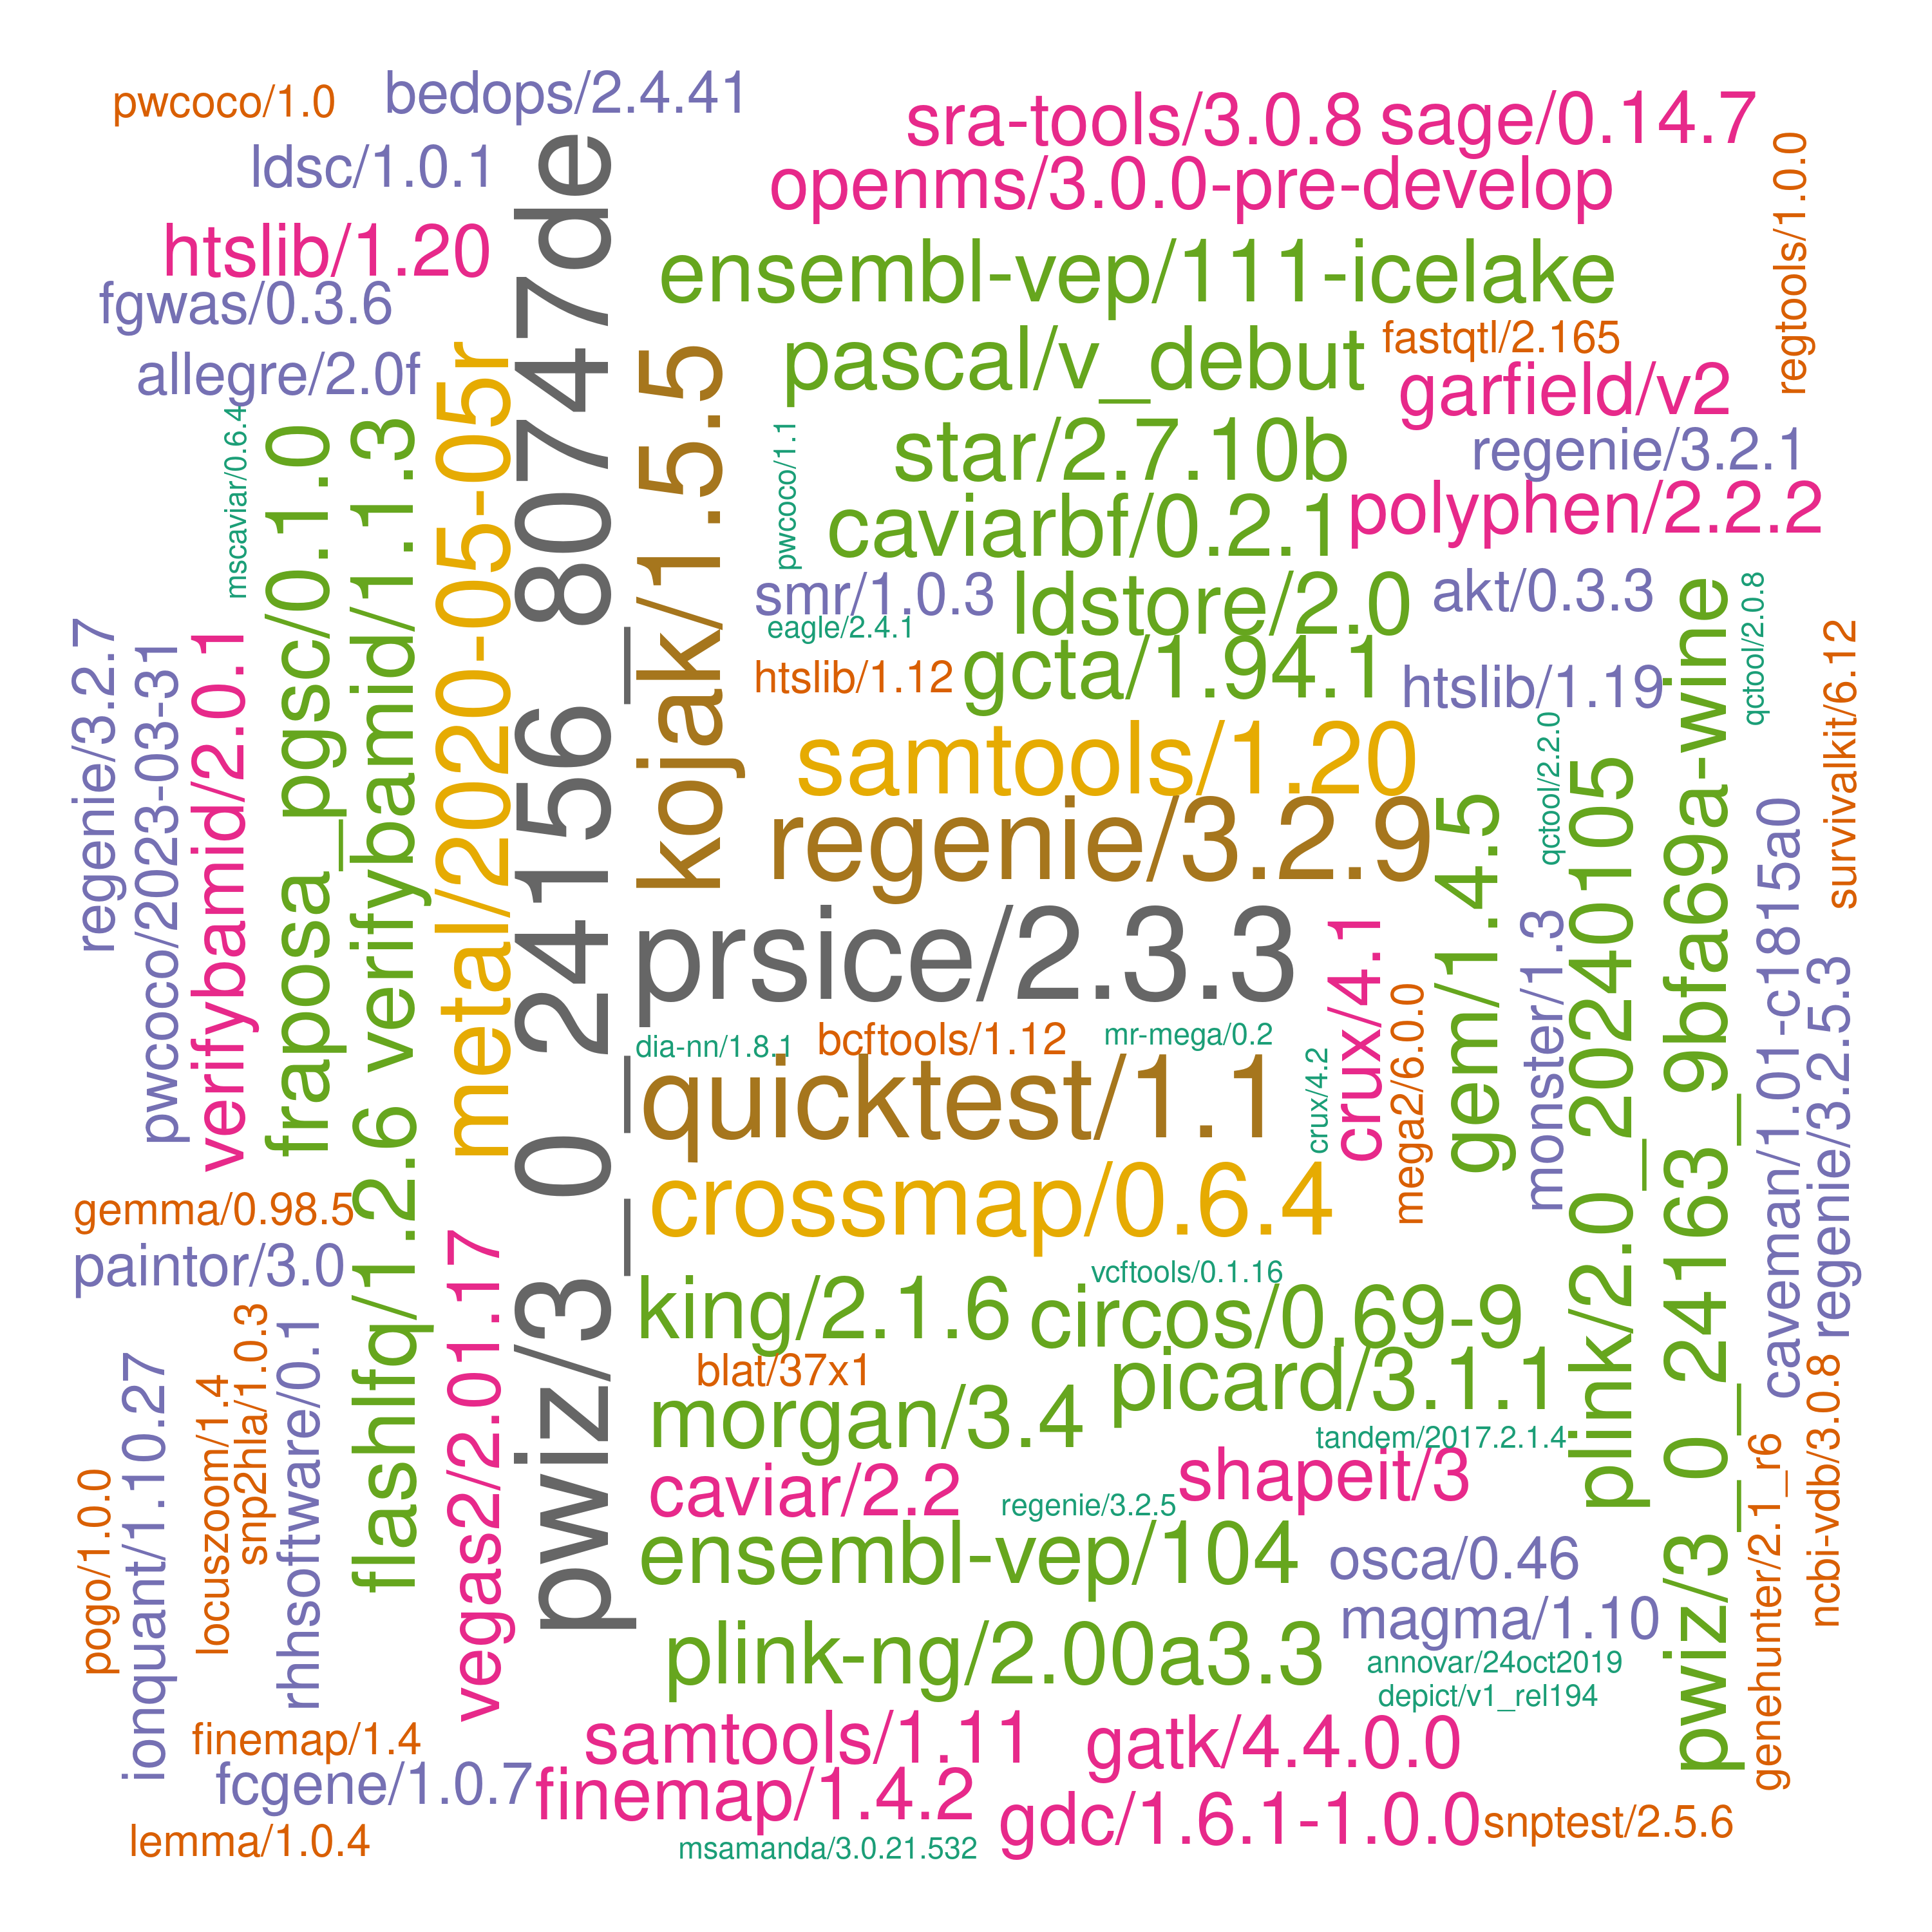 pwcoco/1.0
bedops/2.4.41
sra-tools/3.0.8
sage/0.14.7
ldsc/1.0.1
openms/3.0.0-pre-develop
regtools/1.0.0
htslib/1.20
ensembl-vep/111-icelake
fgwas/0.3.6
pascal/v_debut
fastqtl/2.165
allegre/2.0f
garfield/v2
mscaviar/0.6.4
pwcoco/1.1
star/2.7.10b
regenie/3.2.1
caviarbf/0.2.1
polyphen/2.2.2
smr/1.0.3
ldstore/2.0
akt/0.3.3
eagle/2.4.1
qctool/2.0.8
htslib/1.12
gcta/1.94.1
htslib/1.19
survivalkit/6.12
regenie/3.2.7
pwcoco/2023-03-31
verifybamid/2.0.1
fraposa_pgsc/0.1.0
verifybamid/1.1.3
metal/2020-05-05r
pwiz/3_0_24156_80747de
kojak/1.5.5
samtools/1.20
regenie/3.2.9
qctool/2.2.0
prsice/2.3.3
crux/4.1
gem/1.4.5
monster/1.3
plink/2.0_20240105
pwiz/3_0_24163_9bfa69a-wine
caveman/1.01-c1815a0
regenie/3.2.5.3
dia-nn/1.8.1
bcftools/1.12
mr-mega/0.2
quicktest/1.1
crux/4.2
mega2/6.0.0
crossmap/0.6.4
gemma/0.98.5
paintor/3.0
flashlfq/1.2.6
vegas2/2.01.17
vcftools/0.1.16
king/2.1.6
circos/0.69-9
blat/37x1
picard/3.1.1
morgan/3.4
tandem/2017.2.1.4
caviar/2.2
regenie/3.2.5
shapeit/3
pogo/1.0.0
ionquant/1.10.27
locuszoom/1.4
snp2hla/1.0.3
rhhsoftware/0.1
ensembl-vep/104
osca/0.46
genehunter/2.1_r6
ncbi-vdb/3.0.8
plink-ng/2.00a3.3
magma/1.10
annovar/24oct2019
depict/v1_rel194
finemap/1.4
samtools/1.11
gatk/4.4.0.0
fcgene/1.0.7
finemap/1.4.2
gdc/1.6.1-1.0.0
snptest/2.5.6
lemma/1.0.4
msamanda/3.0.21.532